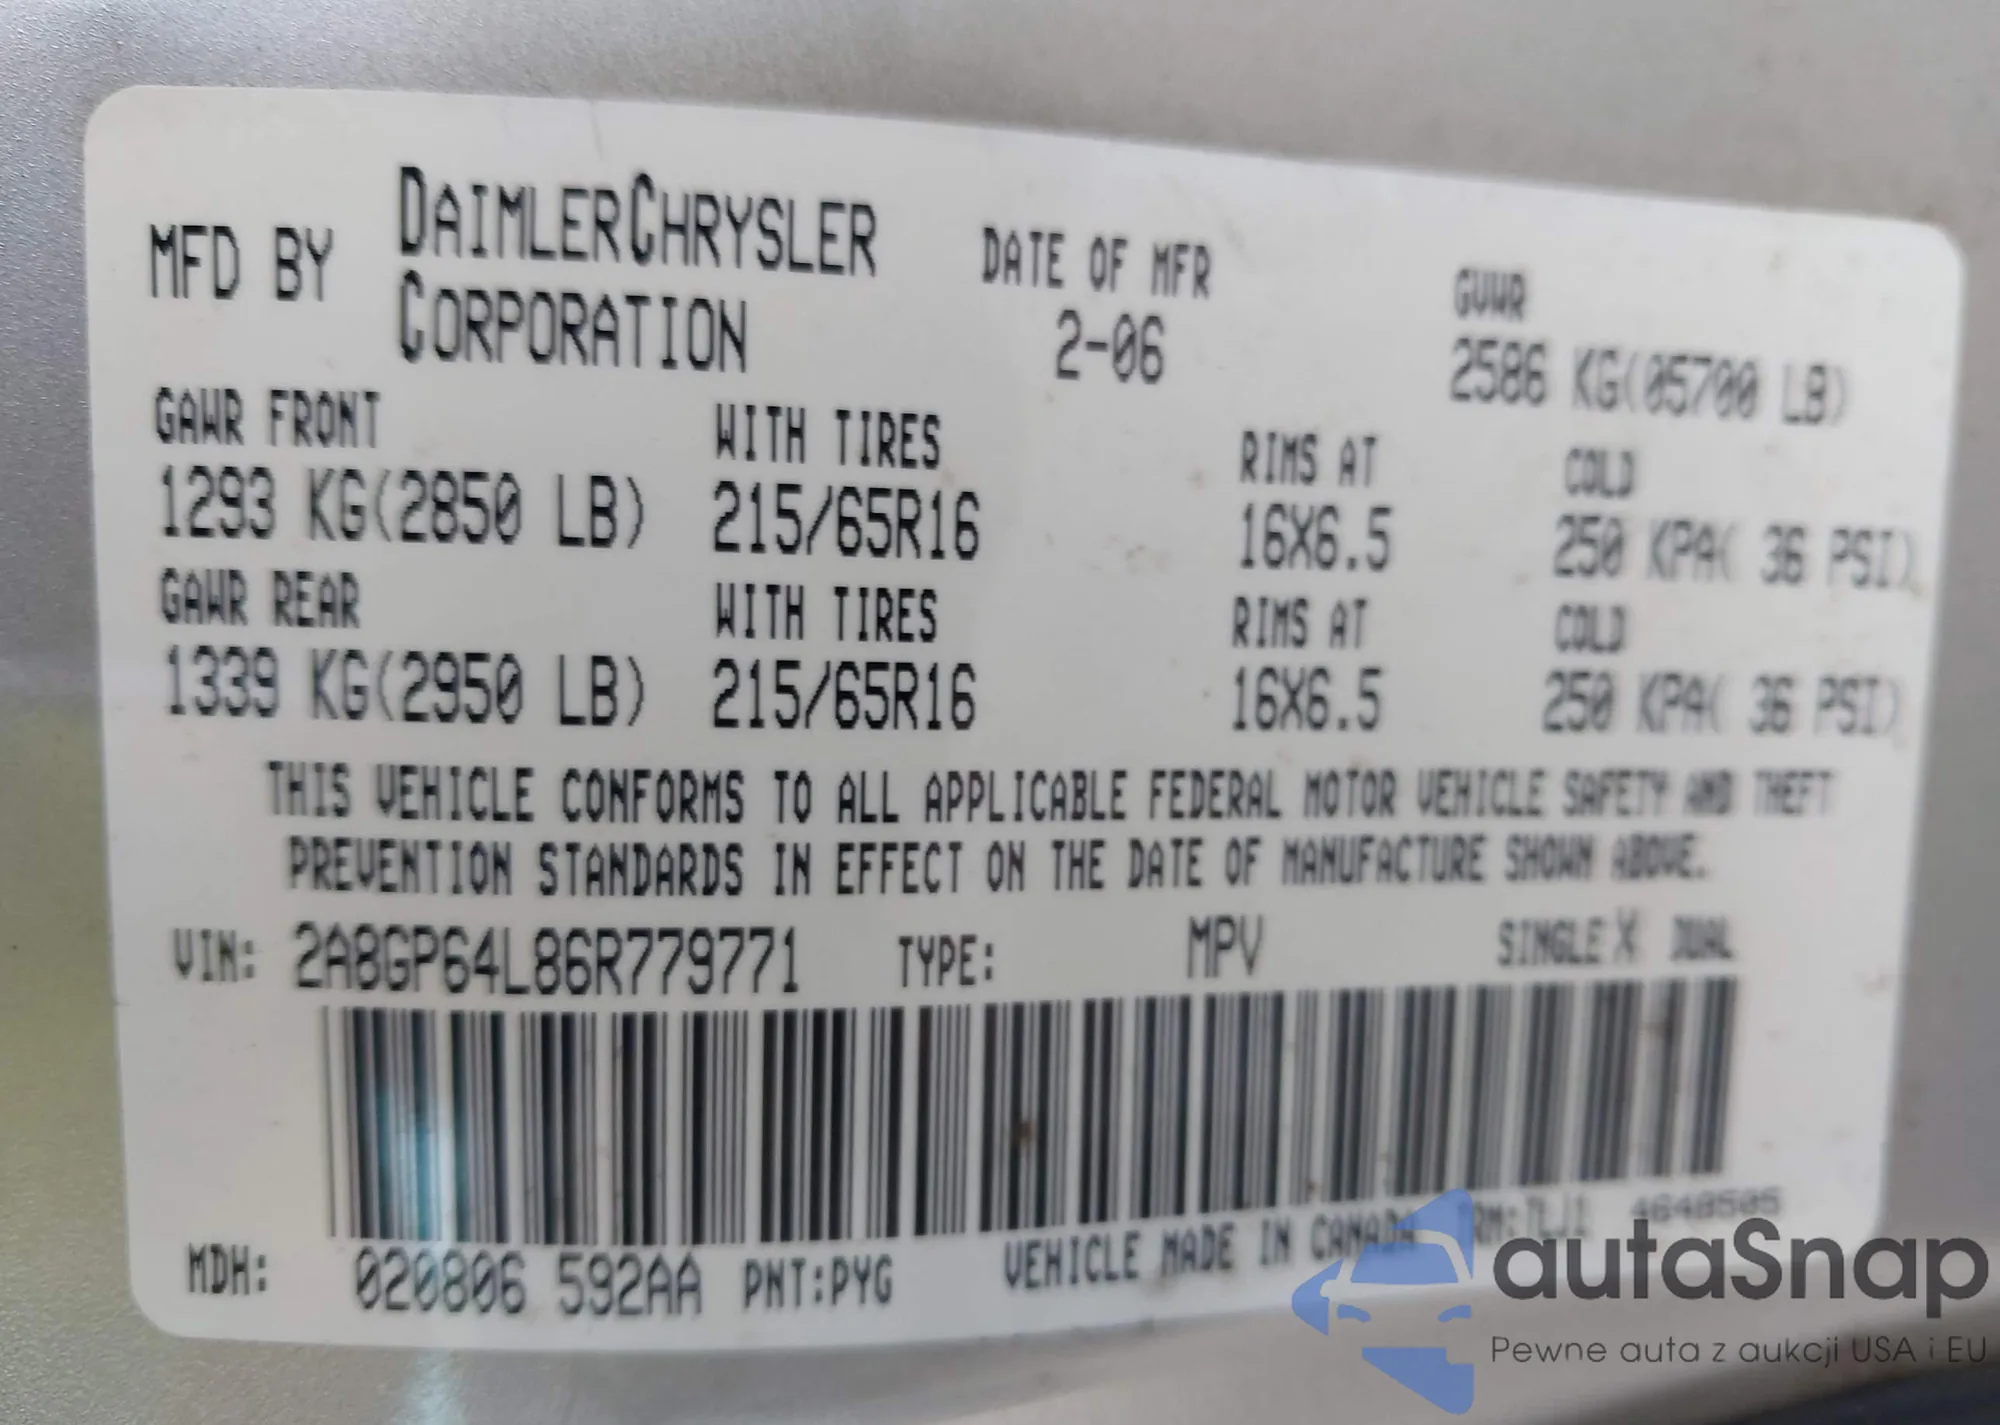 MFD BY DAIMLERCHRYSLER CORPORATION DATE OF MFR 2-06 GVWR 2586 KG(05700 LB)
GAWR FRONT WITH TIRES RIMS AT COLD
1293 KG(2850 LB) 215/65R16 16X6.5 250 KPA( 36 PSI)
GAWR REAR WITH TIRES RIMS AT COLD
1339 KG(2950 LB) 215/65R16 16X6.5 250 KPA( 36 PSI)
THIS VEHICLE CONFORMS TO ALL APPLICABLE FEDERAL MOTOR VEHICLE SAFETY AND THEFT
PREVENTION STANDARDS IN EFFECT ON THE DATE OF MANUFACTURE SHOWN ABOVE.
VIN: 2A8GP64L86R779771 TYPE: MPV SINGLE X DUAL
MDH: 020806 592AA PNT:PYG VEHICLE MADE IN CANADA 4640505
autaSnap
Pewne auta z aukcji USA i EU